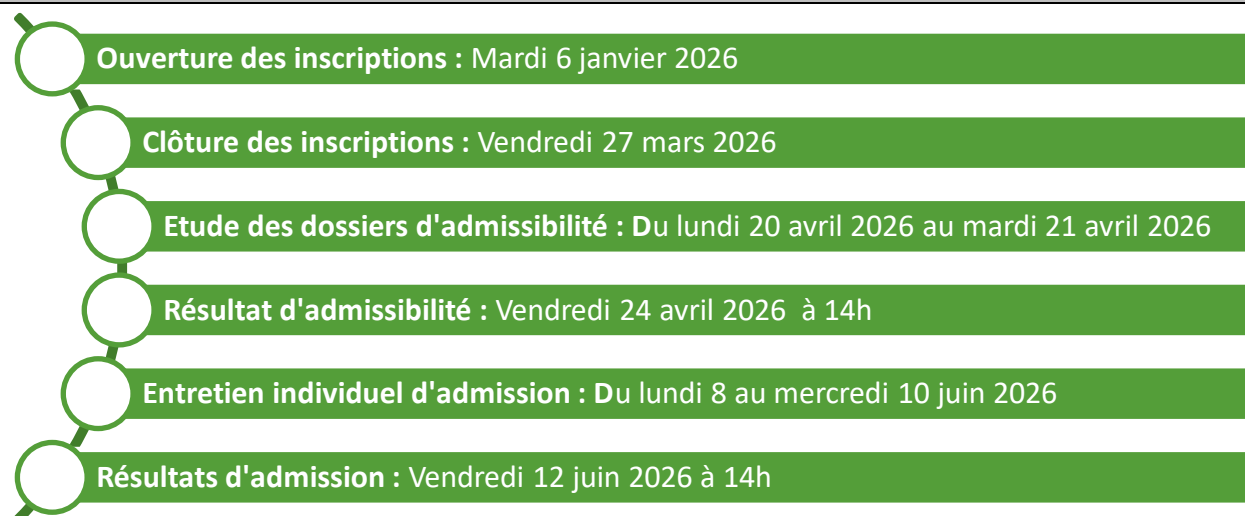 Ouverture des inscriptions : Mardi 6 janvier 2026
Clôture des inscriptions : Vendredi 27 mars 2026
Etude des dossiers d'admissibilité : Du lundi 20 avril 2026 au mardi 21 avril 2026
Résultat d'admissibilité : Vendredi 24 avril 2026 à 14h
Entretien individuel d'admission : Du lundi 8 au mercredi 10 juin 2026
Résultats d'admission : Vendredi 12 juin 2026 à 14h